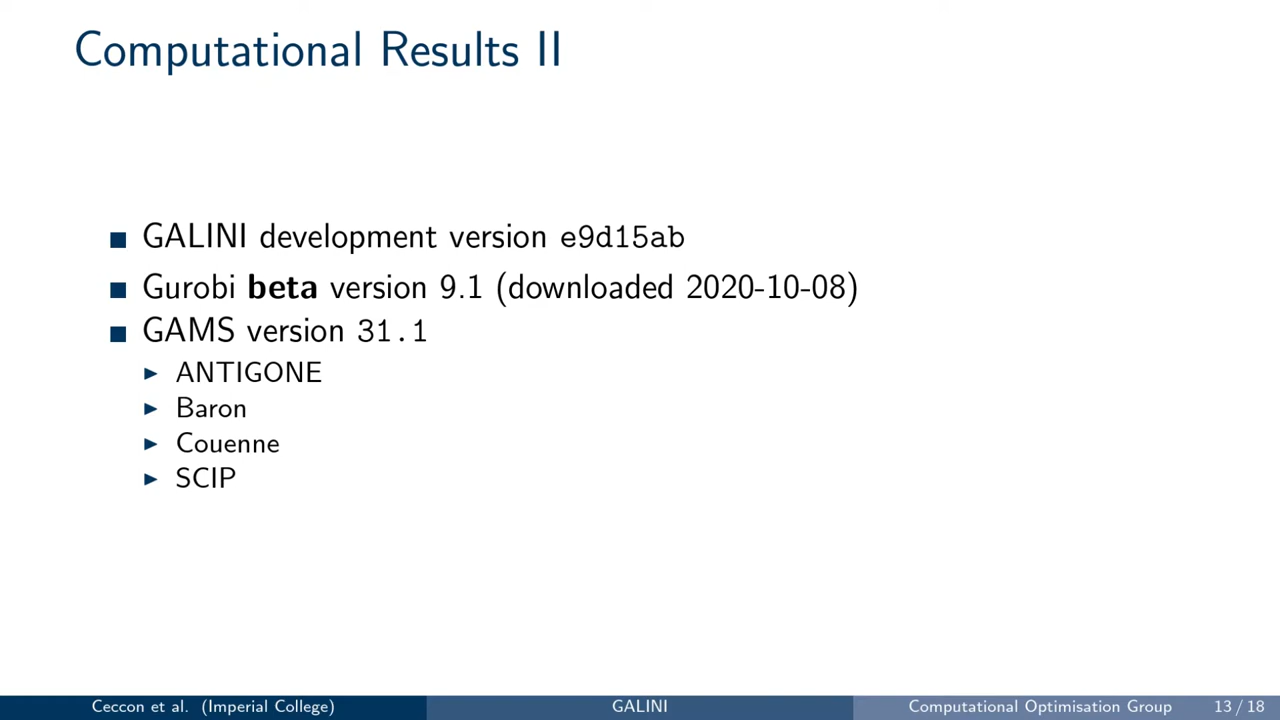 Computational Results II
GALINI development version e9d15ab
Gurobi beta version 9.1 (downloaded 2020-10-08)
GAMS version 31.1
ANTIGONE
Baron
Couenne
SCIP
Ceccon et al. (Imperial College) GALINI Computational Optimisation Group 13 / 18